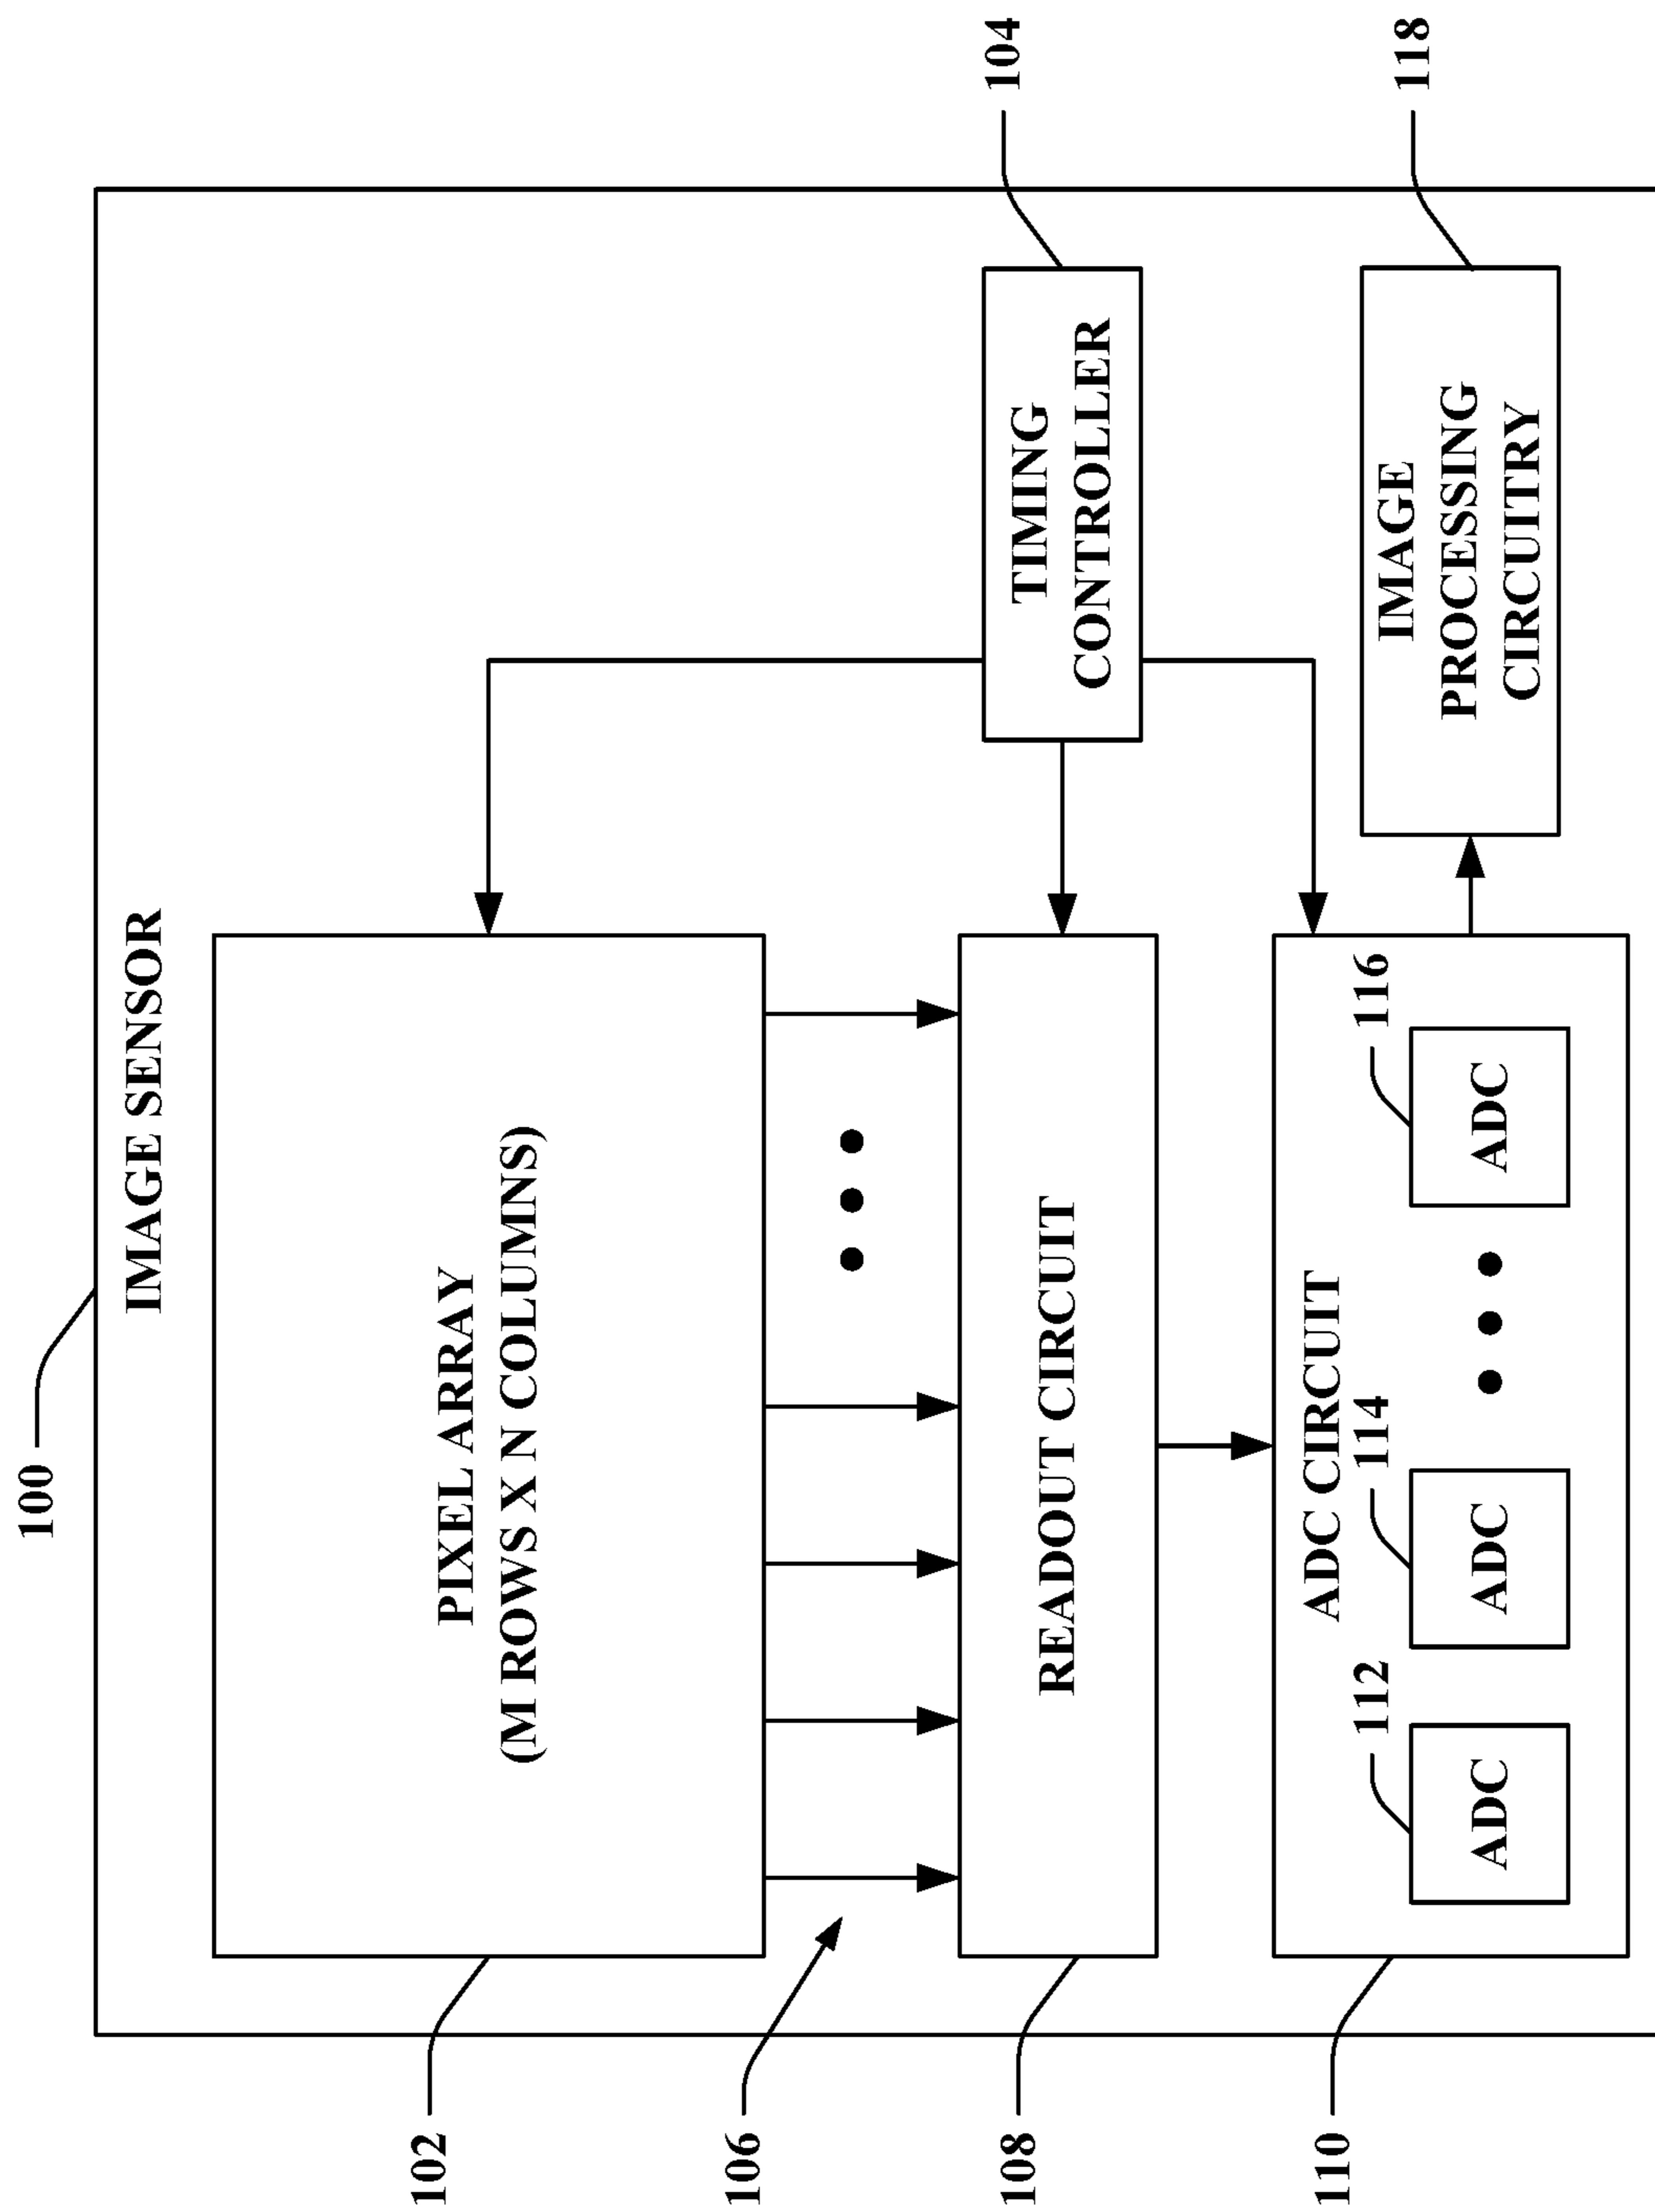 100
IMAGE SENSOR
102
PIXEL ARRAY
(M ROWS X N COLUMNS)
106
104
TIMING
CONTROLLER
108
READOUT CIRCUIT
110
ADC CIRCUIT
112
114
116
ADC
ADC
ADC
118
IMAGE
PROCESSING
CIRCUITRY